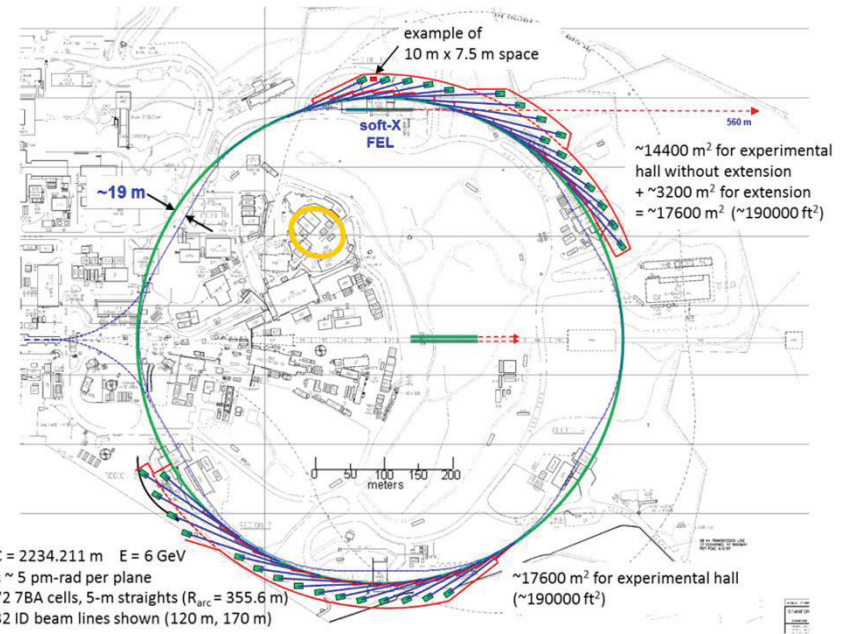 example of
10 m x 7.5 m space
soft-X
FEL
560 m
~14400 m² for experimental
hall without extension
+ ~3200 m² for extension
= ~17600 m² (~190000 ft²)
~19 m
0 50 100 150 200
meters
C = 2234.211 m E = 6 GeV
~ 5 pm-rad per plane
72 7BA cells, 5-m straights (Rarc = 355.6 m)
32 ID beam lines shown (120 m, 170 m)
~17600 m² for experimental hall
(~190000 ft²)